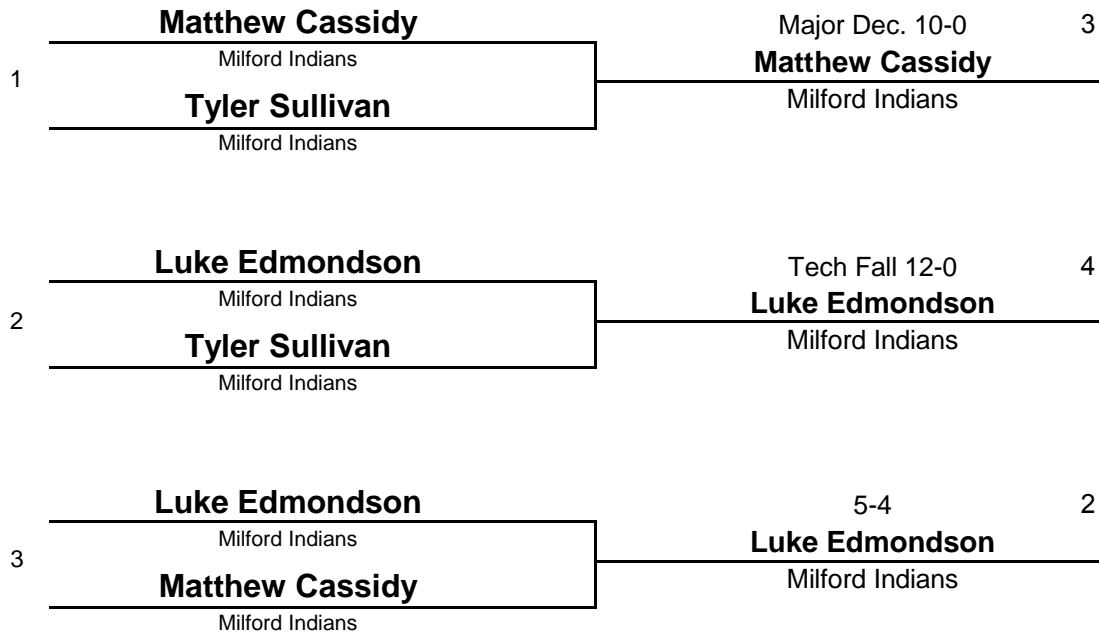 Matthew Cassidy
Milford Indians
1
Tyler Sullivan
Milford Indians
Major Dec. 10-0 3
Matthew Cassidy
Milford Indians
Luke Edmondson
Milford Indians
2
Tyler Sullivan
Milford Indians
Tech Fall 12-0 4
Luke Edmondson
Milford Indians
Luke Edmondson
Milford Indians
3
Matthew Cassidy
Milford Indians
5-4 2
Luke Edmondson
Milford Indians